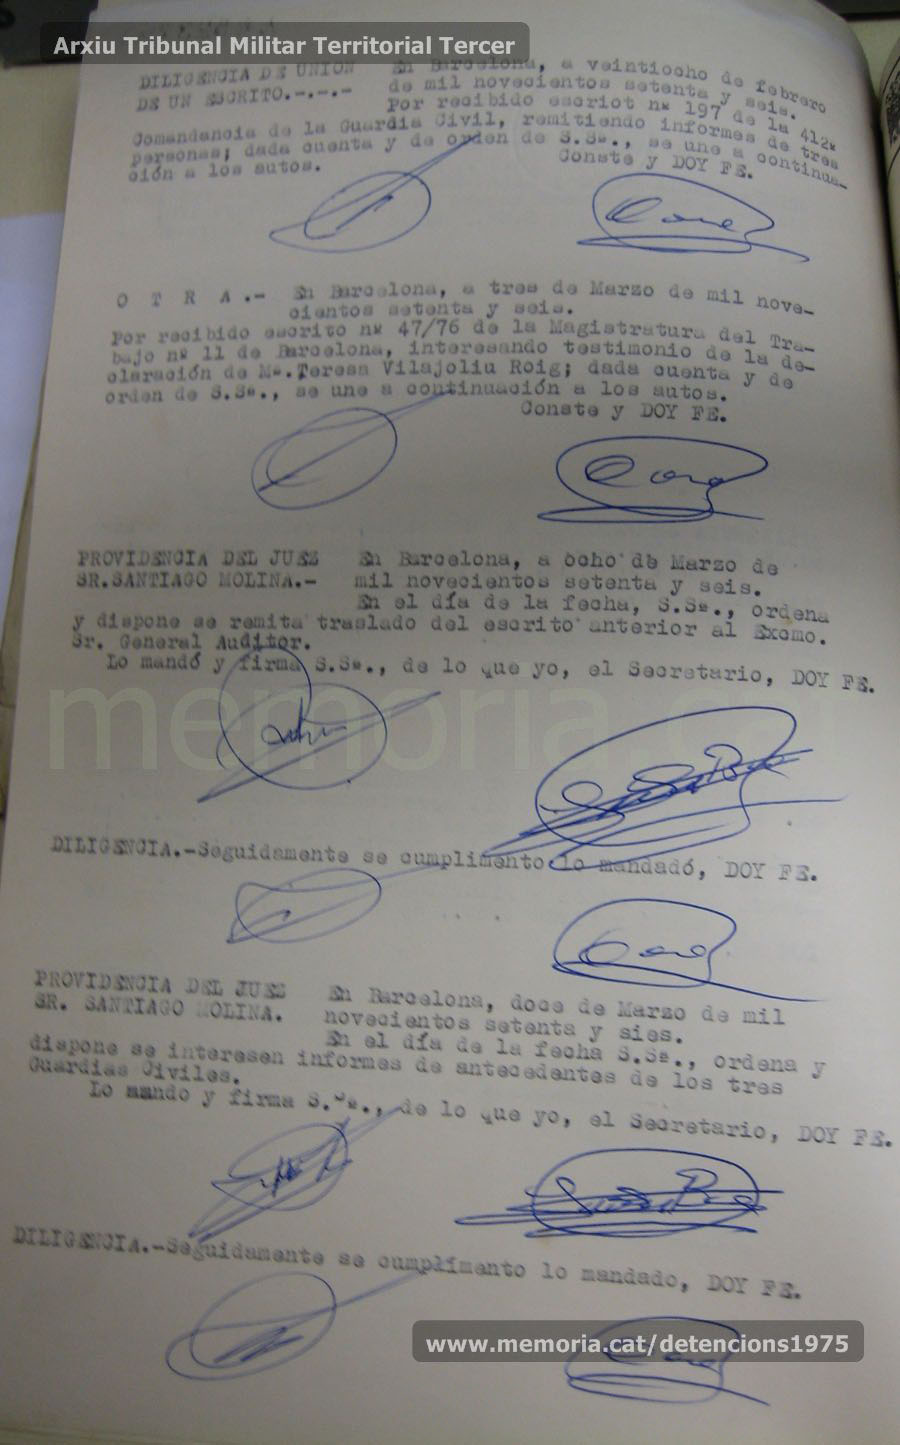 Arxiu Tribunal Militar Territorial Tercer
DILIGENCIA DE UNION En Barcelona, a veintiocho de febrero
DE UN ESCRITO.-.-.- de mil novecientos setenta y seis.
Por recibido escriot nº 197 de la 412ª
Comandancia de la Guardia Civil, remitiendo informes de tres
personas; dada cuenta y de orden de S.Sª., se une a continua-
ción a los autos. Conste y DOY FE.
O T R A.- En Barcelona, a tres de Marzo de mil nove-
cientos setenta y seis.
Por recibido escrito nº 47/76 de la Magistratura del Tra-
bajo nº 11 de Barcelona, interesando testimonio de la de-
claración de Mª.Teresa Vilajoliu Roig; dada cuenta y de
orden de S.Sª., se une a continuación a los autos.
Conste y DOY FE.
PROVIDENCIA DEL JUEZ En Barcelona, a ocho de Marzo de
SR.SANTIAGO MOLINA.- mil novecientos setenta y seis.
En el día de la fecha, S.Sª., ordena
y dispone se remita traslado del escrito anterior al Excmo.
Sr. General Auditor.
Lo mandó y firma S.Sª., de lo que yo, el Secretario, DOY FE.
memoria.cat
DILIGENCIA.-Seguidamente se cumplimento lo mandadó, DOY FE.
PROVIDENCIA DEL JUEZ En Barcelona, doce de Marzo de mil
SR. SANTIAGO MOLINA. novecientos setenta y sies.
En el día de la fecha S.Sª., ordena y
dispone se interesen informes de antecedentes de los tres
Guardias Civiles.
Lo mando y firma S.Sª., de lo que yo, el Secretario, DOY FE.
DILIGENCIA.-Seguidamente se cumplimento lo mandado, DOY FE.
www.memoria.cat/detencions1975